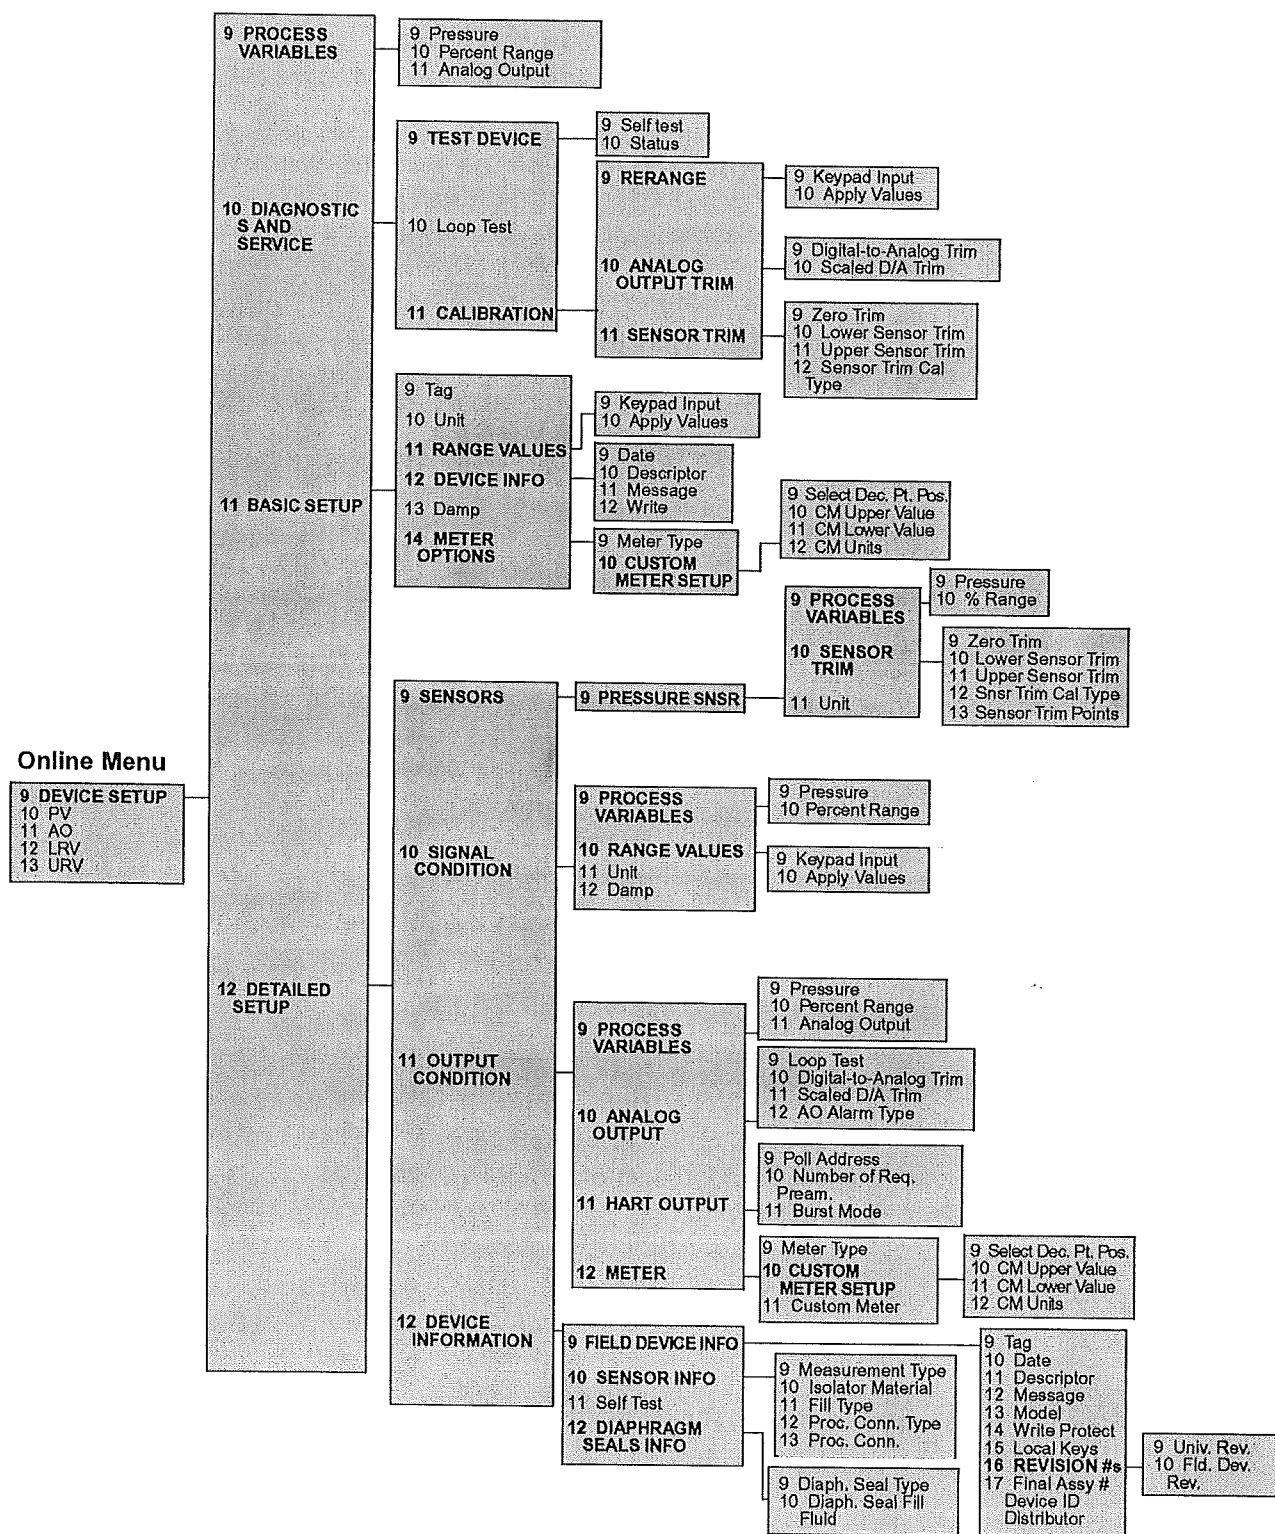 Online Menu
9 DEVICE SETUP
10 PV
11 AO
12 LRV
13 URV
9 PROCESS
VARIABLES
10 DIAGNOSTIC
S AND
SERVICE
11 BASIC SETUP
12 DETAILED
SETUP
9 Pressure
10 Percent Range
11 Analog Output
9 TEST DEVICE
10 Loop Test
11 CALIBRATION
9 Self test
10 Status
9 RERANGE
10 ANALOG
OUTPUT TRIM
11 SENSOR TRIM
9 Keypad Input
10 Apply Values
9 Digital-to-Analog Trim
10 Scaled D/A Trim
9 Zero Trim
10 Lower Sensor Trim
11 Upper Sensor Trim
12 Sensor Trim Cal
Type
9 Tag
10 Unit
11 RANGE VALUES
12 DEVICE INFO
13 Damp
14 METER
OPTIONS
9 Keypad Input
10 Apply Values
9 Date
10 Descriptor
11 Message
12 Write
9 Meter Type
10 CUSTOM
METER SETUP
9 Select Dec. Pt. Pos.
10 CM Upper Value
11 CM Lower Value
12 CM Units
9 SENSORS
10 SIGNAL
CONDITION
11 OUTPUT
CONDITION
12 DEVICE
INFORMATION
9 PRESSURE SNSR
9 PROCESS
VARIABLES
10 SENSOR
TRIM
11 Unit
9 Pressure
10 % Range
9 Zero Trim
10 Lower Sensor Trim
11 Upper Sensor Trim
12 Snsr Trim Cal Type
13 Sensor Trim Points
9 PROCESS
VARIABLES
10 RANGE VALUES
11 Unit
12 Damp
9 Pressure
10 Percent Range
9 Keypad Input
10 Apply Values
9 PROCESS
VARIABLES
10 ANALOG
OUTPUT
11 HART OUTPUT
12 METER
9 Pressure
10 Percent Range
11 Analog Output
9 Loop Test
10 Digital-to-Analog Trim
11 Scaled D/A Trim
12 AO Alarm Type
9 Poll Address
10 Number of Req.
Pream.
11 Burst Mode
9 Meter Type
10 CUSTOM
METER SETUP
11 Custom Meter
9 Select Dec. Pt. Pos.
10 CM Upper Value
11 CM Lower Value
12 CM Units
9 FIELD DEVICE INFO
10 SENSOR INFO
11 Self Test
12 DIAPHRAGM
SEALS INFO
9 Measurement Type
10 Isolator Material
11 Fill Type
12 Proc. Conn. Type
13 Proc. Conn.
9 Diaph. Seal Type
10 Diaph. Seal Fill
Fluid
9 Tag
10 Date
11 Descriptor
12 Message
13 Model
14 Write Protect
15 Local Keys
16 REVISION #s
17 Final Assy #
Device ID
Distributor
9 Univ. Rev.
10 Fld. Dev.
Rev.